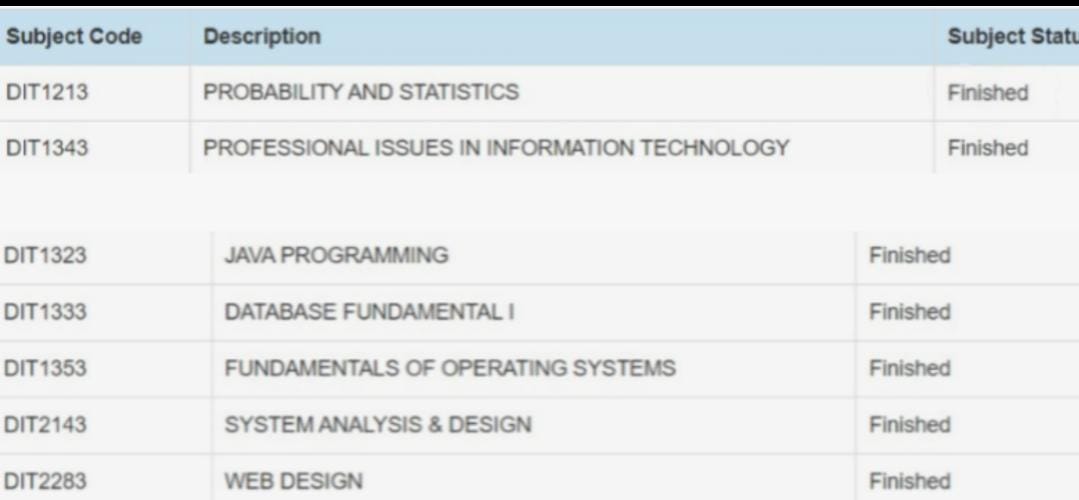 Subject Code Description Subject Statu
DIT1213 PROBABILITY AND STATISTICS Finished
DIT1343 PROFESSIONAL ISSUES IN INFORMATION TECHNOLOGY Finished
DIT1323 JAVA PROGRAMMING Finished
DIT1333 DATABASE FUNDAMENTAL I Finished
DIT1353 FUNDAMENTALS OF OPERATING SYSTEMS Finished
DIT2143 SYSTEM ANALYSIS & DESIGN Finished
DIT2283 WEB DESIGN Finished